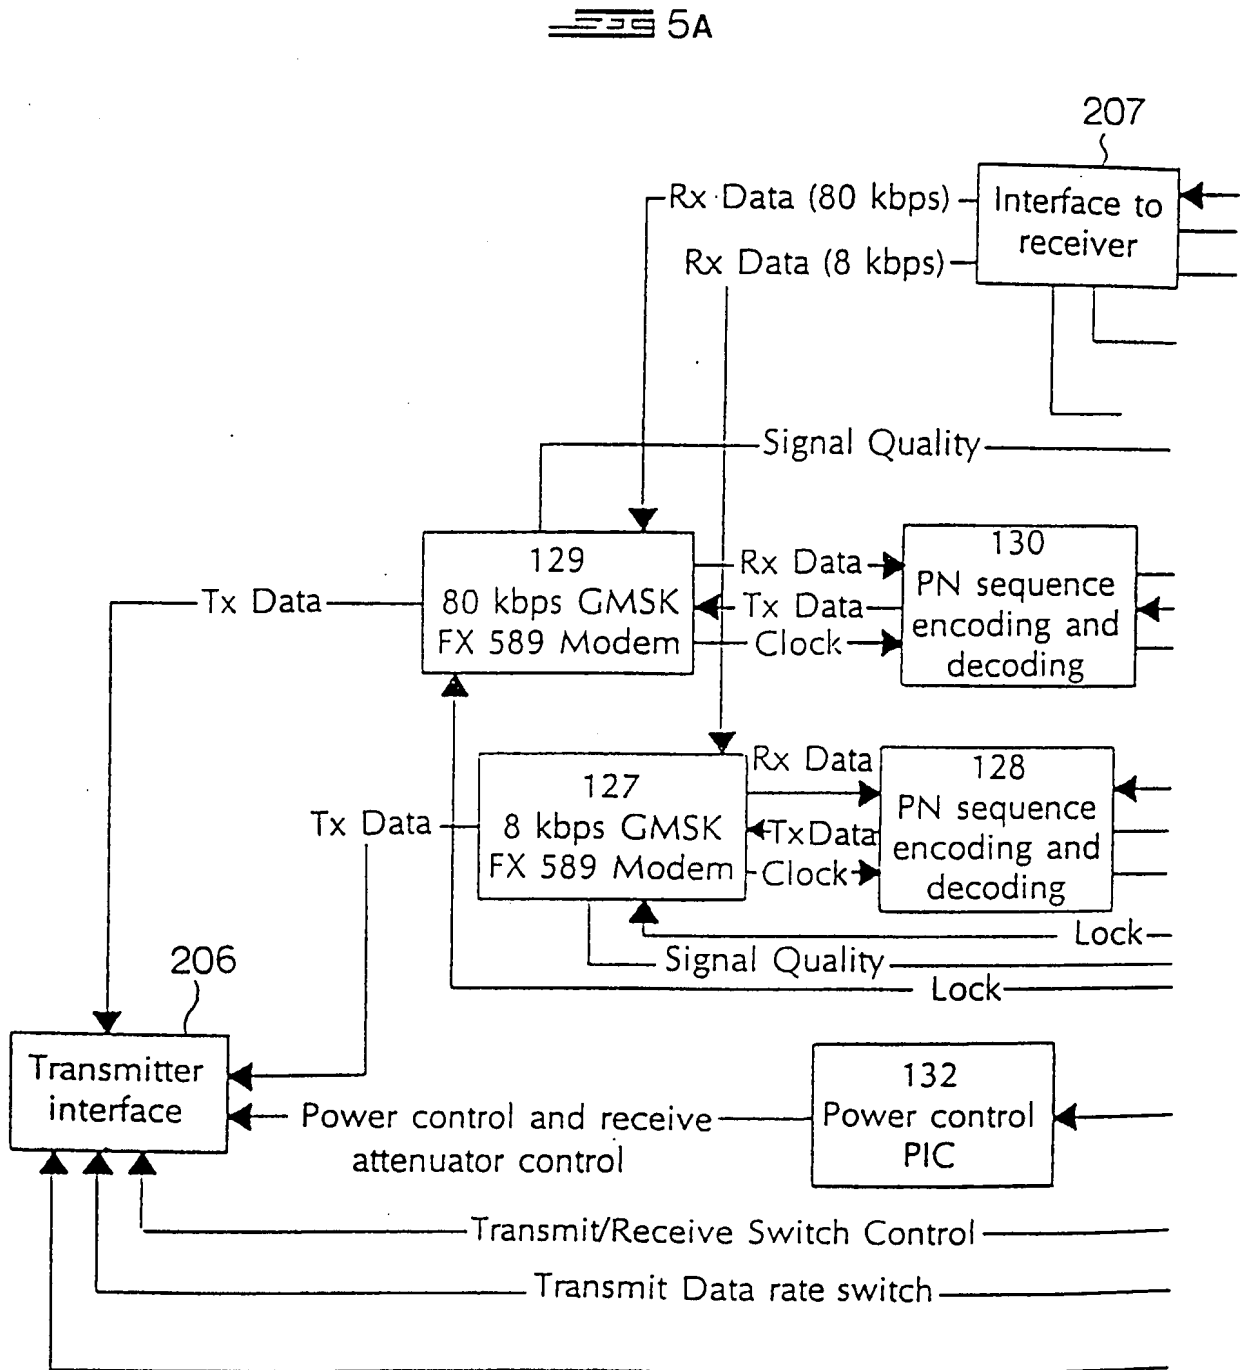 FIG 5A
207
Rx Data (80 kbps)
Interface to
receiver
Rx Data (8 kbps)
Signal Quality
129
80 kbps GMSK
FX 589 Modem
Rx Data
Tx Data
Clock
130
PN sequence
encoding and
decoding
Tx Data
127
8 kbps GMSK
FX 589 Modem
Rx Data
TxData
Clock
128
PN sequence
encoding and
decoding
Tx Data
Lock
Signal Quality
Lock
206
Transmitter
interface
132
Power control
PIC
Power control and receive
attenuator control
Transmit/Receive Switch Control
Transmit Data rate switch